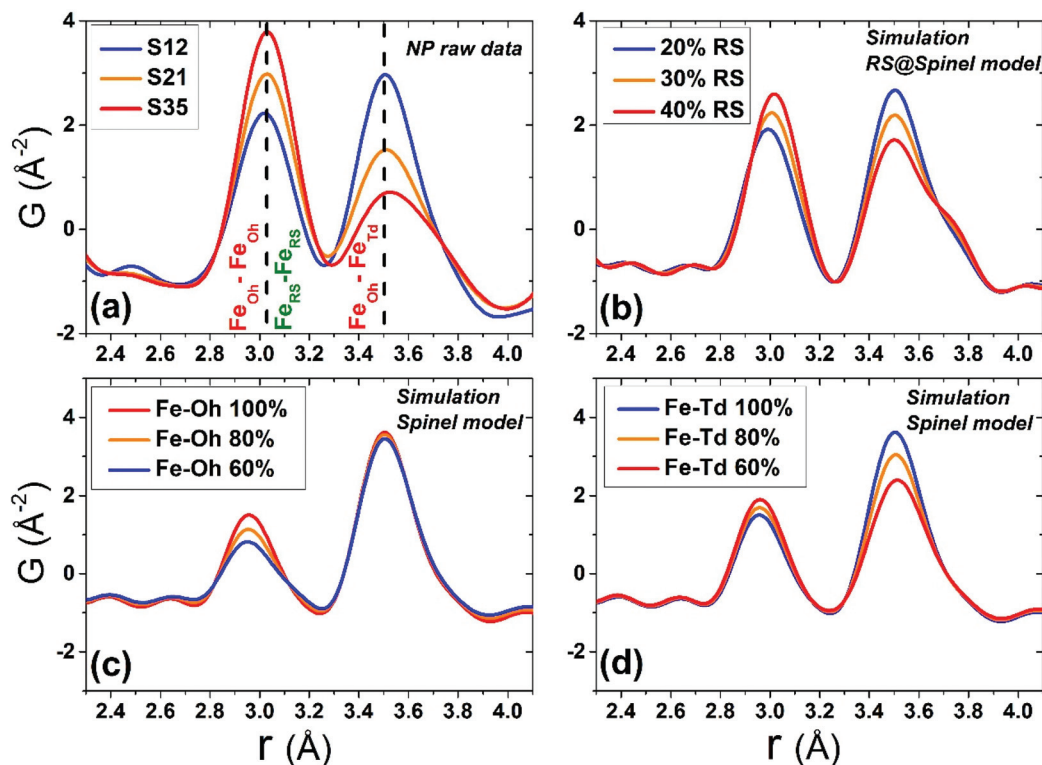 S12
S21
S35
NP raw data
4
2
0
-2
G (Å⁻²)
Fe_Oh - Fe_Oh
Fe_RS-Fe_RS
Fe_Oh - Fe_Td
(a)
2.4 2.6 2.8 3.0 3.2 3.4 3.6 3.8 4.0
20% RS
30% RS
40% RS
Simulation
RS@Spinel model
4
2
0
-2
(b)
2.4 2.6 2.8 3.0 3.2 3.4 3.6 3.8 4.0
Fe-Oh 100%
Fe-Oh 80%
Fe-Oh 60%
Simulation
Spinel model
4
2
0
-2
G (Å⁻²)
(c)
2.4 2.6 2.8 3.0 3.2 3.4 3.6 3.8 4.0
r (Å)
Fe-Td 100%
Fe-Td 80%
Fe-Td 60%
Simulation
Spinel model
4
2
0
-2
(d)
2.4 2.6 2.8 3.0 3.2 3.4 3.6 3.8 4.0
r (Å)